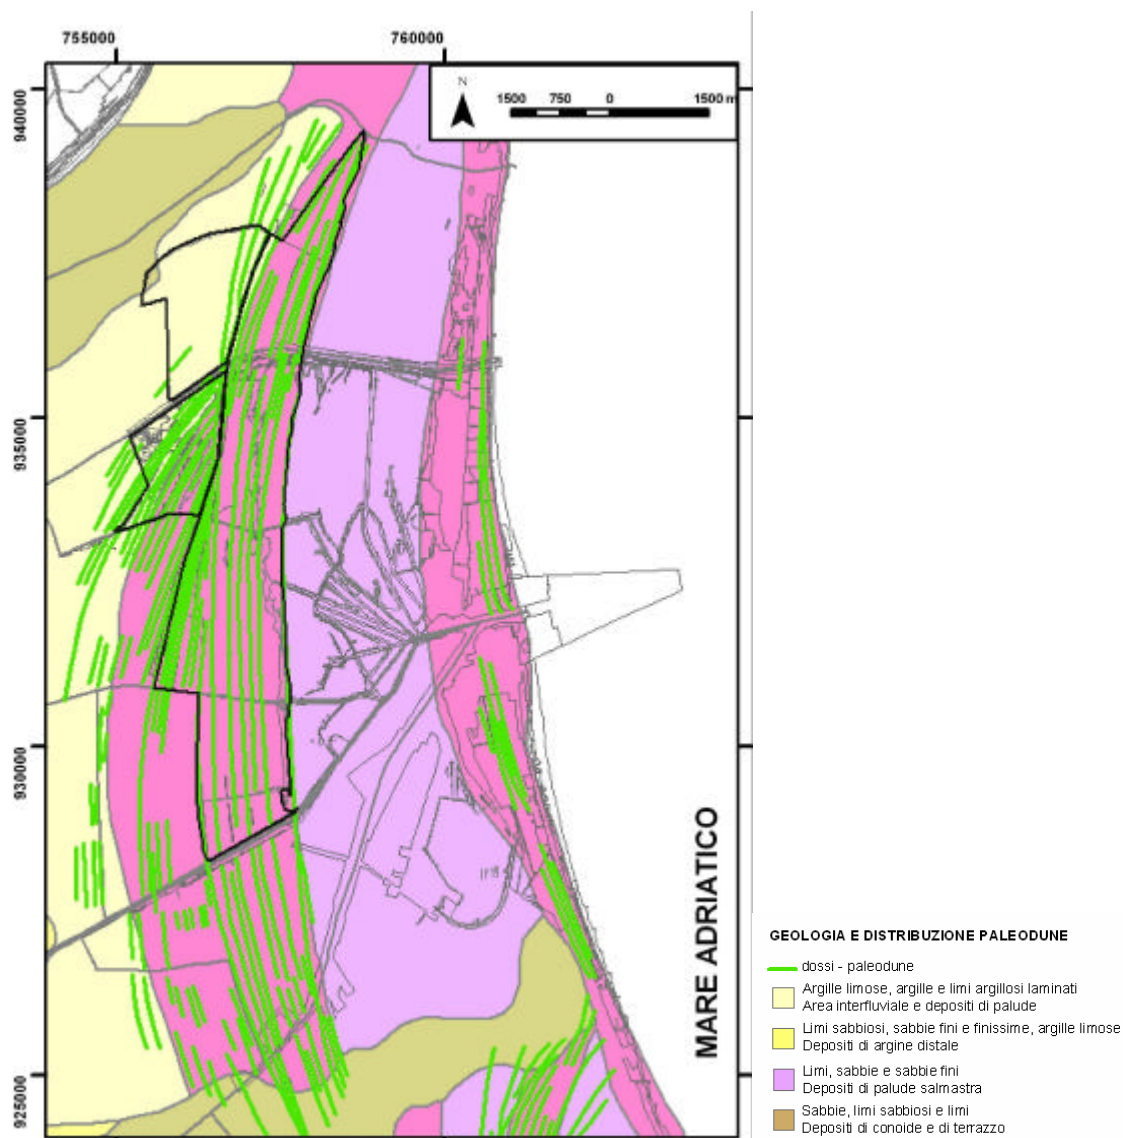 755000
760000
N
1500 750 0 1500 m
940000
935000
930000
925000
MARE ADRIATICO
GEOLOGIA E DISTRIBUZIONE PALEODUNE
dossi - paleodune
Argille limose, argille e limi argillosi laminati
Area interfluviale e depositi di palude
Limi sabbiosi, sabbie fini e finissime, argille limose
Depositi di argine distale
Limi, sabbie e sabbie fini
Depositi di palude salmastra
Sabbie, limi sabbiosi e limi
Depositi di conoide e di terrazzo